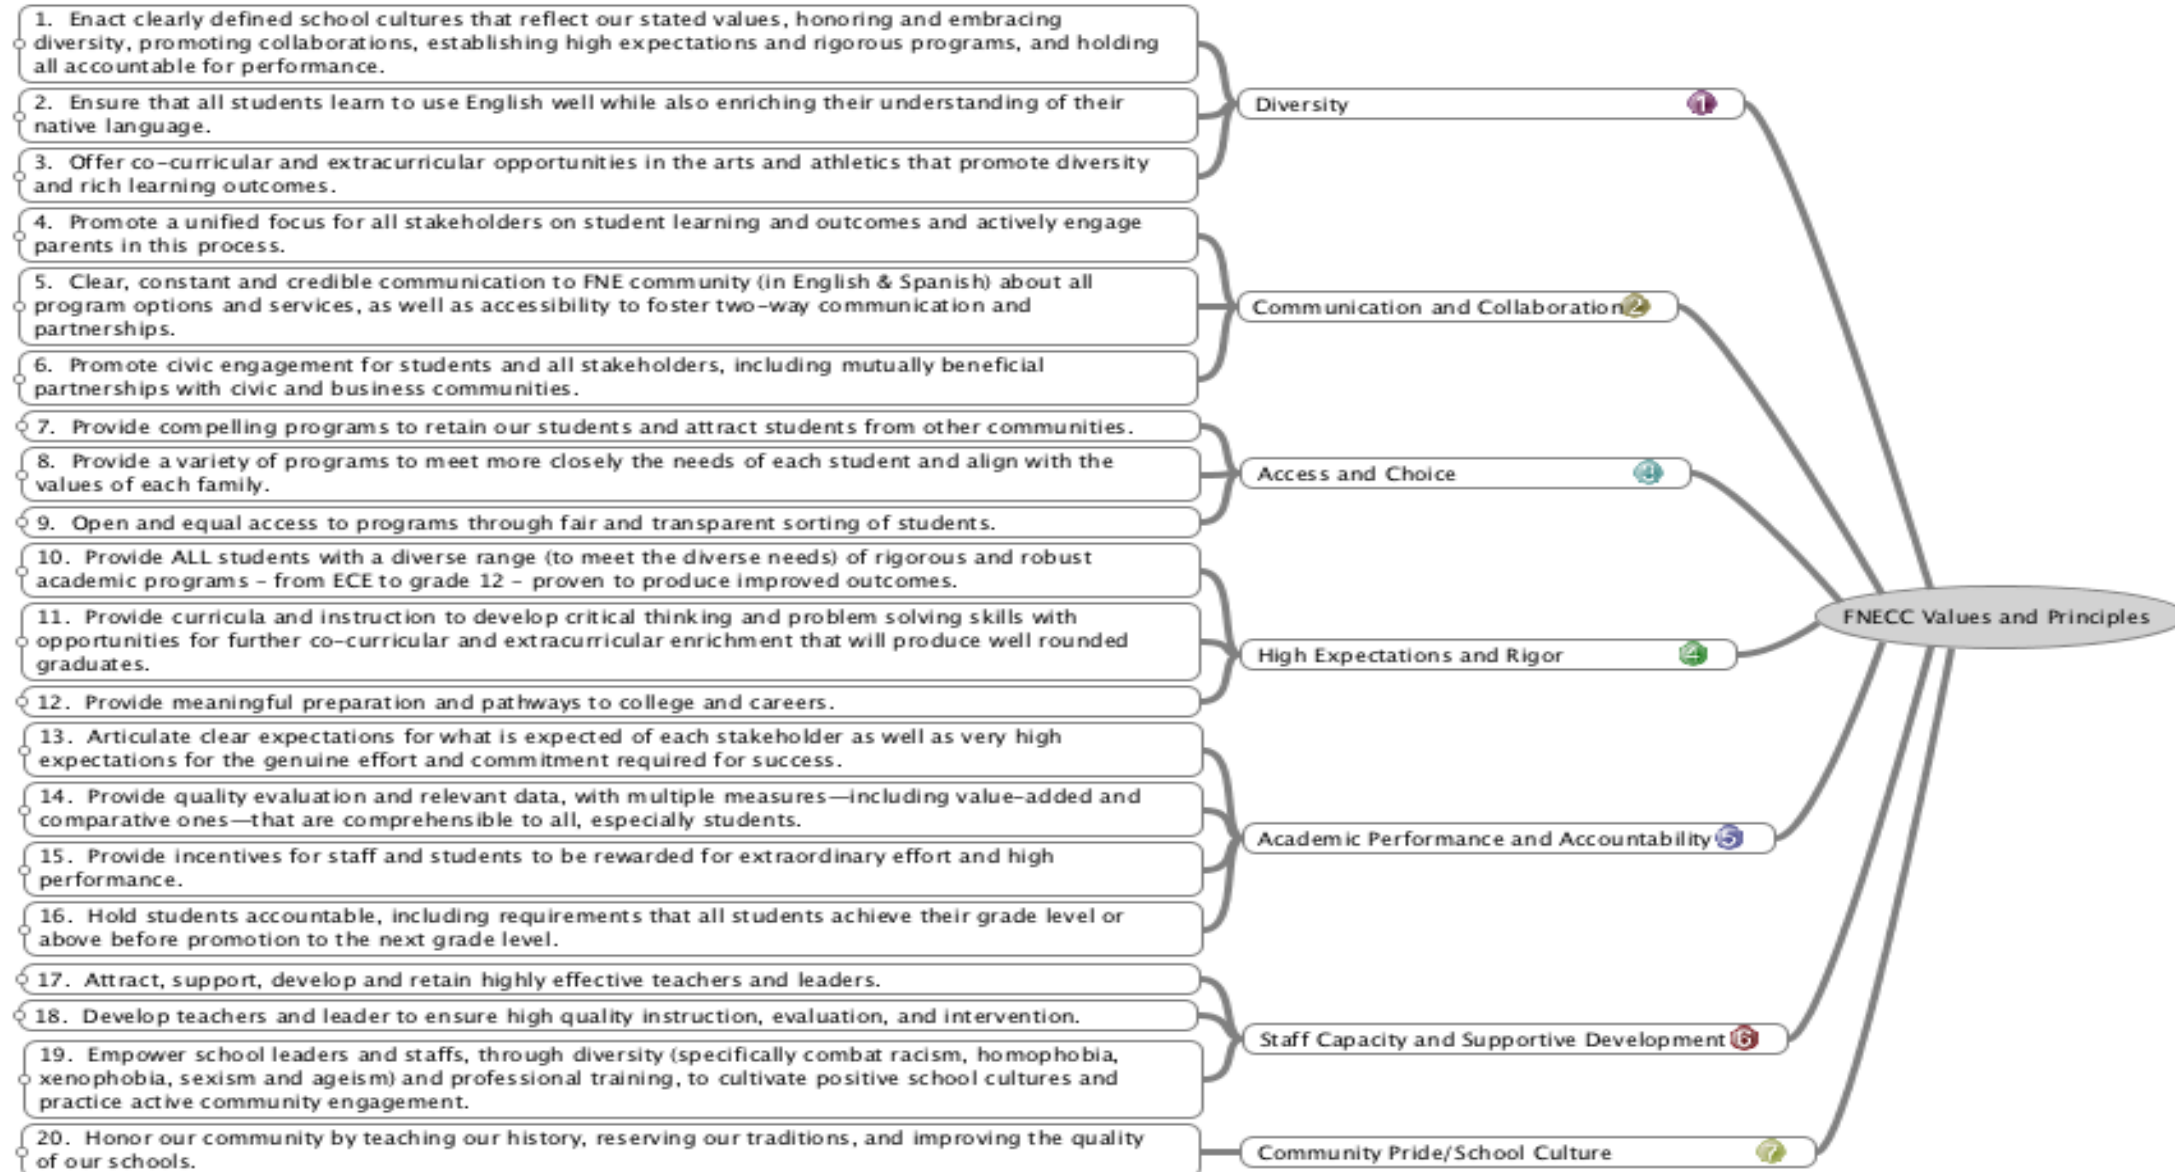 1. Enact clearly defined school cultures that reflect our stated values, honoring and embracing
diversity, promoting collaborations, establishing high expectations and rigorous programs, and holding
all accountable for performance.
2. Ensure that all students learn to use English well while also enriching their understanding of their
native language.
3. Offer co-curricular and extracurricular opportunities in the arts and athletics that promote diversity
and rich learning outcomes.
Diversity 1
4. Promote a unified focus for all stakeholders on student learning and outcomes and actively engage
parents in this process.
5. Clear, constant and credible communication to FNE community (in English & Spanish) about all
program options and services, as well as accessibility to foster two-way communication and
partnerships.
6. Promote civic engagement for students and all stakeholders, including mutually beneficial
partnerships with civic and business communities.
Communication and Collaboration 2
7. Provide compelling programs to retain our students and attract students from other communities.
8. Provide a variety of programs to meet more closely the needs of each student and align with the
values of each family.
9. Open and equal access to programs through fair and transparent sorting of students.
Access and Choice 3
10. Provide ALL students with a diverse range (to meet the diverse needs) of rigorous and robust
academic programs - from ECE to grade 12 - proven to produce improved outcomes.
11. Provide curricula and instruction to develop critical thinking and problem solving skills with
opportunities for further co-curricular and extracurricular enrichment that will produce well rounded
graduates.
12. Provide meaningful preparation and pathways to college and careers.
High Expectations and Rigor 4
13. Articulate clear expectations for what is expected of each stakeholder as well as very high
expectations for the genuine effort and commitment required for success.
14. Provide quality evaluation and relevant data, with multiple measures—including value-added and
comparative ones—that are comprehensible to all, especially students.
15. Provide incentives for staff and students to be rewarded for extraordinary effort and high
performance.
16. Hold students accountable, including requirements that all students achieve their grade level or
above before promotion to the next grade level.
Academic Performance and Accountability 5
17. Attract, support, develop and retain highly effective teachers and leaders.
18. Develop teachers and leader to ensure high quality instruction, evaluation, and intervention.
19. Empower school leaders and staffs, through diversity (specifically combat racism, homophobia,
xenophobia, sexism and ageism) and professional training, to cultivate positive school cultures and
practice active community engagement.
Staff Capacity and Supportive Development 6
20. Honor our community by teaching our history, reserving our traditions, and improving the quality
of our schools.
Community Pride/School Culture 7
FNECC Values and Principles